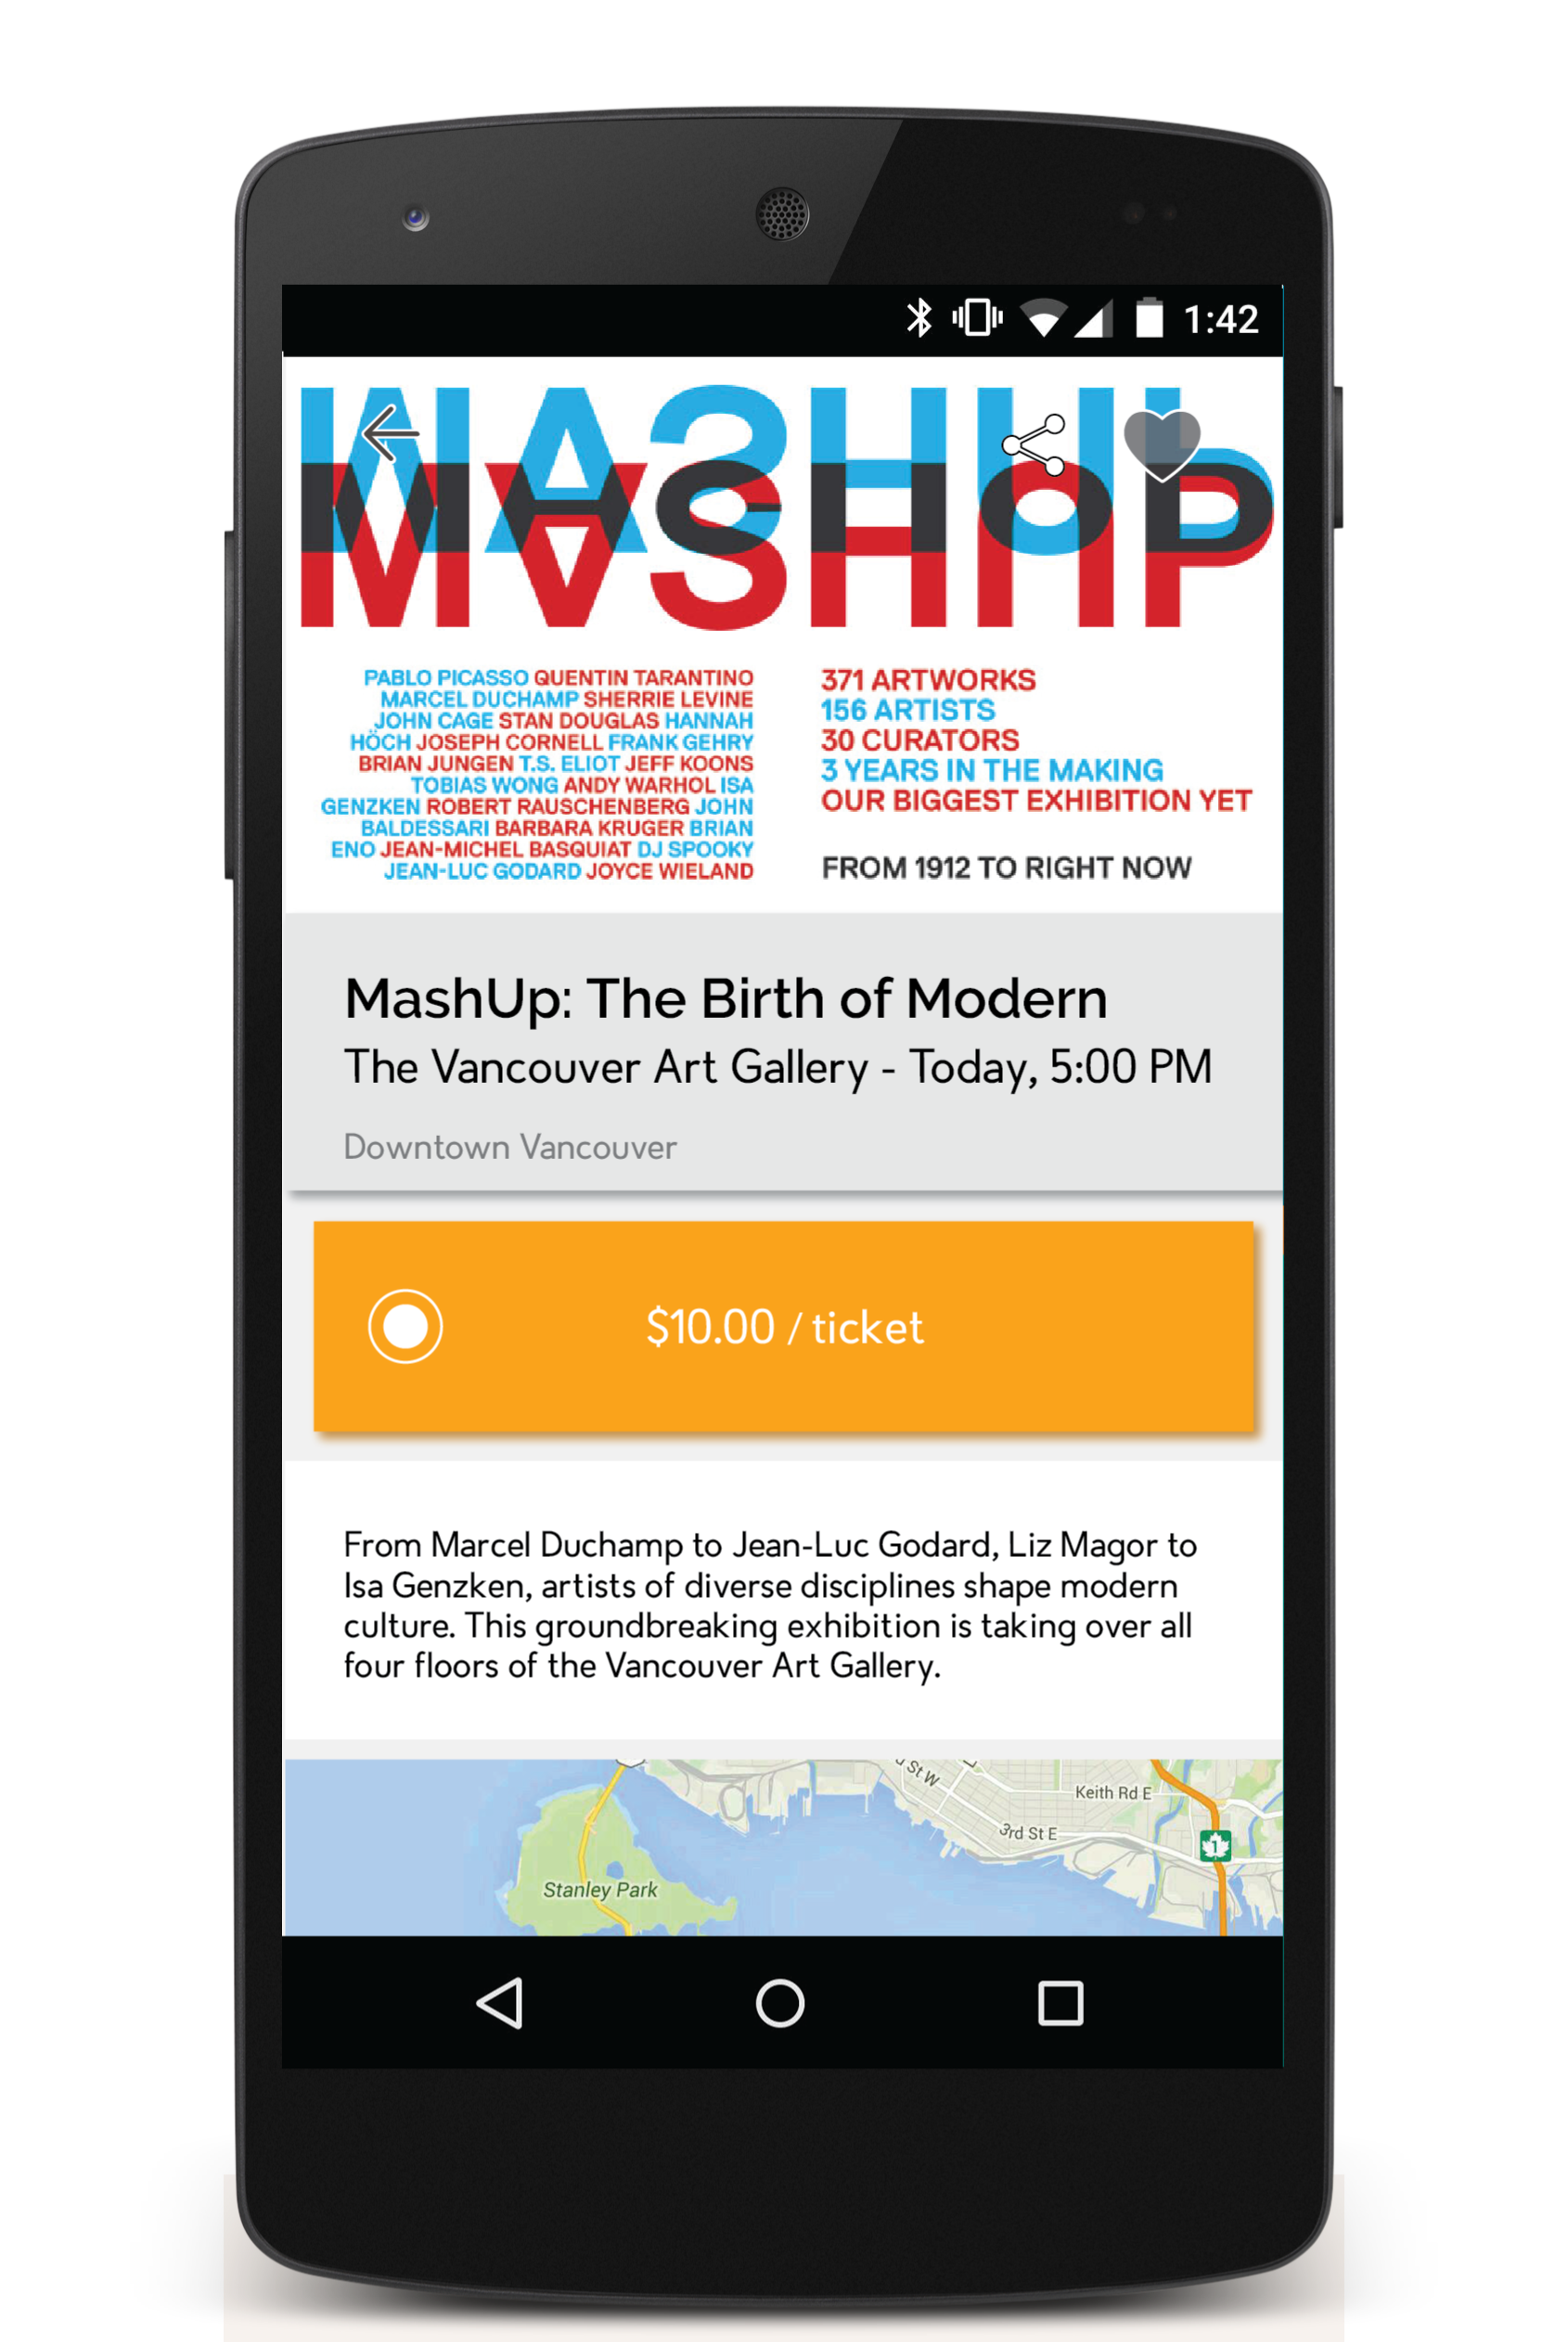 1:42
MASHUP
MASHUP
PABLO PICASSO QUENTIN TARANTINO
MARCEL DUCHAMP SHERRIE LEVINE
JOHN CAGE STAN DOUGLAS HANNAH
HÖCH JOSEPH CORNELL FRANK GEHRY
BRIAN JUNGEN T.S. ELIOT JEFF KOONS
TOBIAS WONG ANDY WARHOL ISA
GENZKEN ROBERT RAUSCHENBERG JOHN
BALDESSARI BARBARA KRUGER BRIAN
ENO JEAN-MICHEL BASQUIAT DJ SPOOKY
JEAN-LUC GODARD JOYCE WIELAND
371 ARTWORKS
156 ARTISTS
30 CURATORS
3 YEARS IN THE MAKING
OUR BIGGEST EXHIBITION YET
FROM 1912 TO RIGHT NOW
MashUp: The Birth of Modern
The Vancouver Art Gallery - Today, 5:00 PM
Downtown Vancouver
$10.00 / ticket
From Marcel Duchamp to Jean-Luc Godard, Liz Magor to
Isa Genzken, artists of diverse disciplines shape modern
culture. This groundbreaking exhibition is taking over all
four floors of the Vancouver Art Gallery.
St W
Keith Rd E
3rd St E
1
Stanley Park